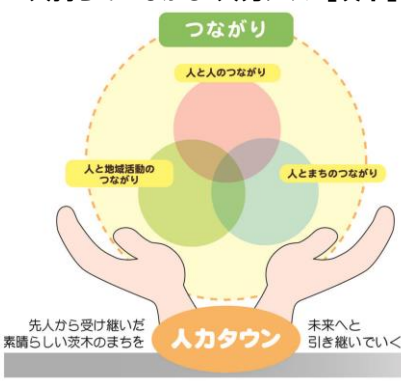 つながり
人と人のつながり
人と地域活動の
つながり
人とまちのつながり
先人から受け継いだ
素晴らしい茨木のまちを
人力タウン
未来へと
引き継いでいく